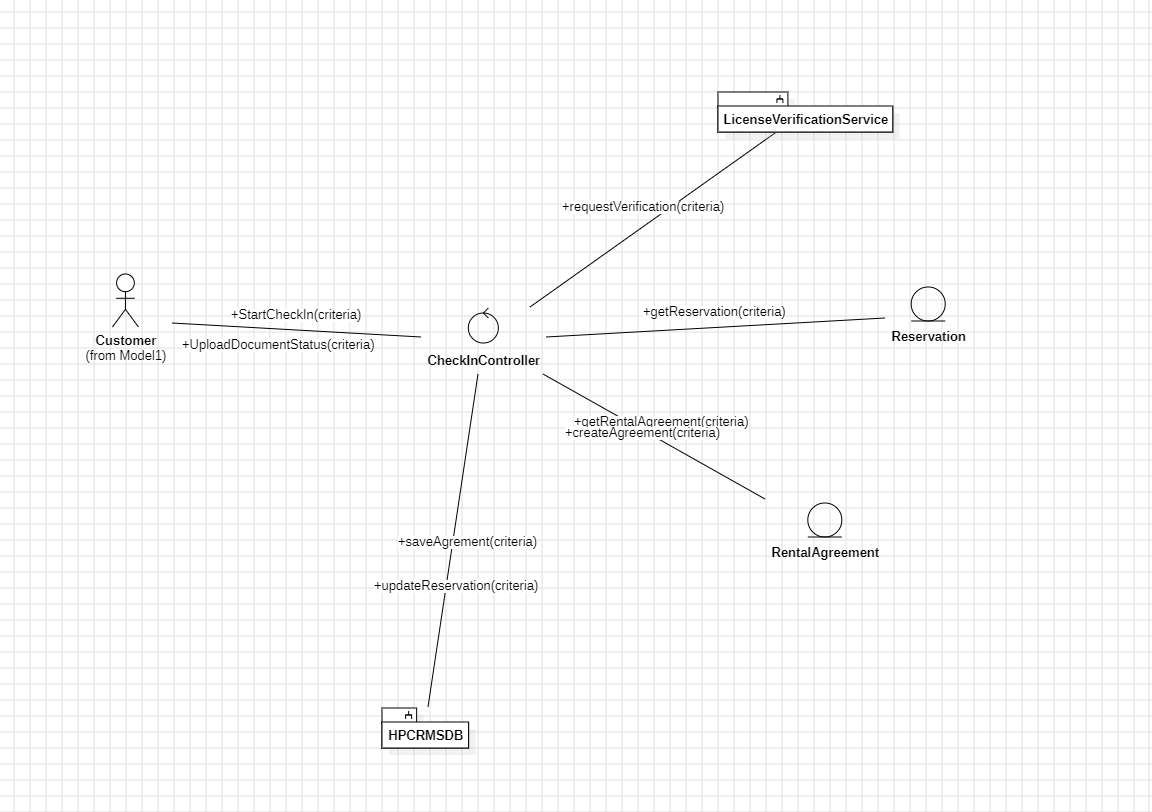 LicenseVerificationService
+requestVerification(criteria)
+StartCheckIn(criteria)
+getReservation(criteria)
Customer
(from Model1)
+UploadDocumentStatus(criteria)
CheckInController
Reservation
+getRentalAgreement(criteria)
+createAgreement(criteria)
+saveAgrement(criteria)
RentalAgreement
+updateReservation(criteria)
HPCRMSDB